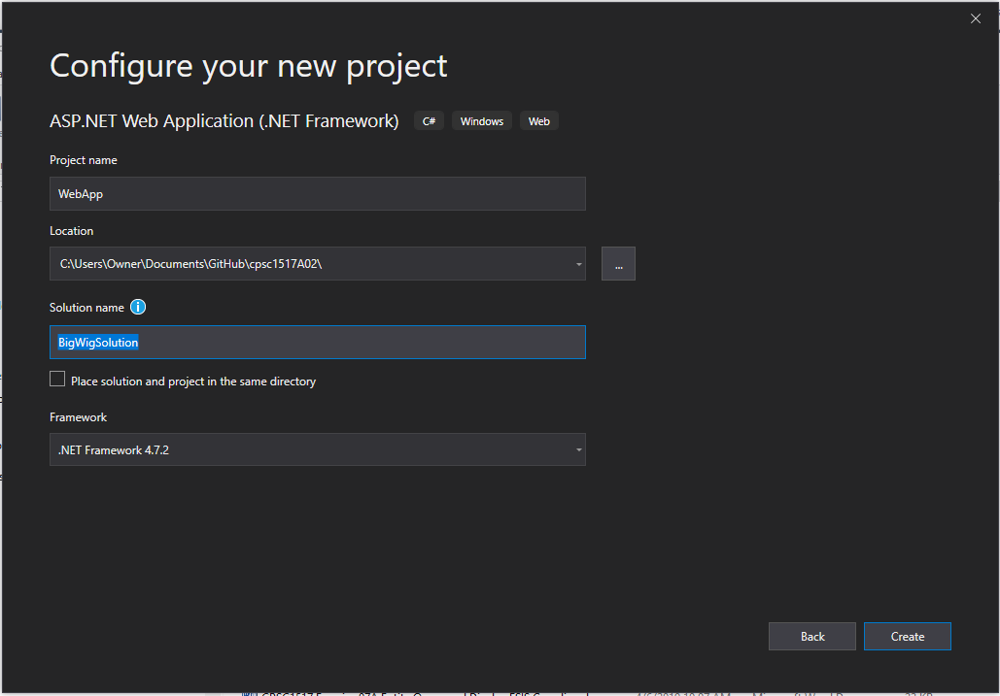 Configure your new project
ASP.NET Web Application (.NET Framework) C# Windows Web
Project name
WebApp
Location
C:\Users\Owner\Documents\GitHub\cpsc1517A02\
...
Solution name
BigWigSolution
Place solution and project in the same directory
Framework
.NET Framework 4.7.2
Back Create